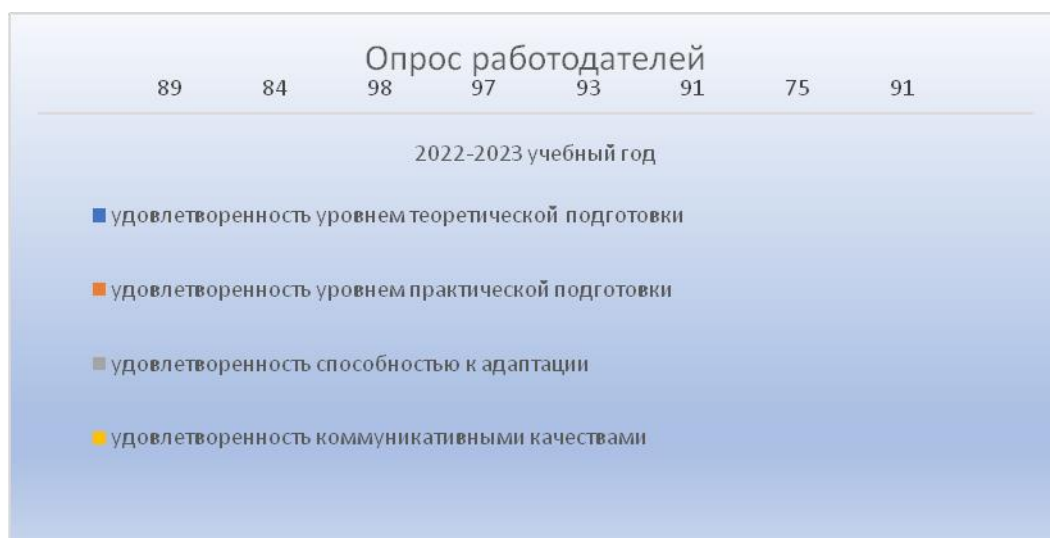 Опрос работодателей
89 84 98 97 93 91 75 91
2022-2023 учебный год
удовлетворенность уровнем теоретической подготовки
удовлетворенность уровнем практической подготовки
удовлетворенность способностью к адаптации
удовлетворенность коммуникативными качествами